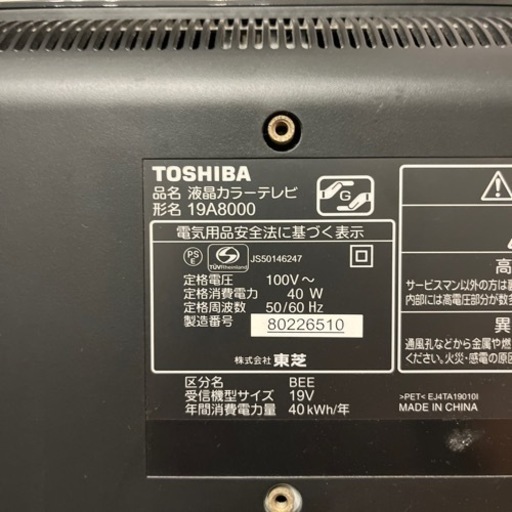 TOSHIBA
品名 液晶カラーテレビ
形名 19A8000
G
電気用品安全法に基づく表示
PS
E
S
TÜVRheinland
JS50146247
定格電圧 100V～
定格消費電力 40 W
定格周波数 50/60 Hz
製造番号 80226510
株式会社 東芝
区分名 BEE
受信機型サイズ 19V
年間消費電力量 40kWh/年
高
サービスマン以外の方は
内部には高電圧部分が数多
異
通風孔などから金属や燃
ください。火災・感電の原因
>PET< EJ4TA19010I
MADE IN CHINA